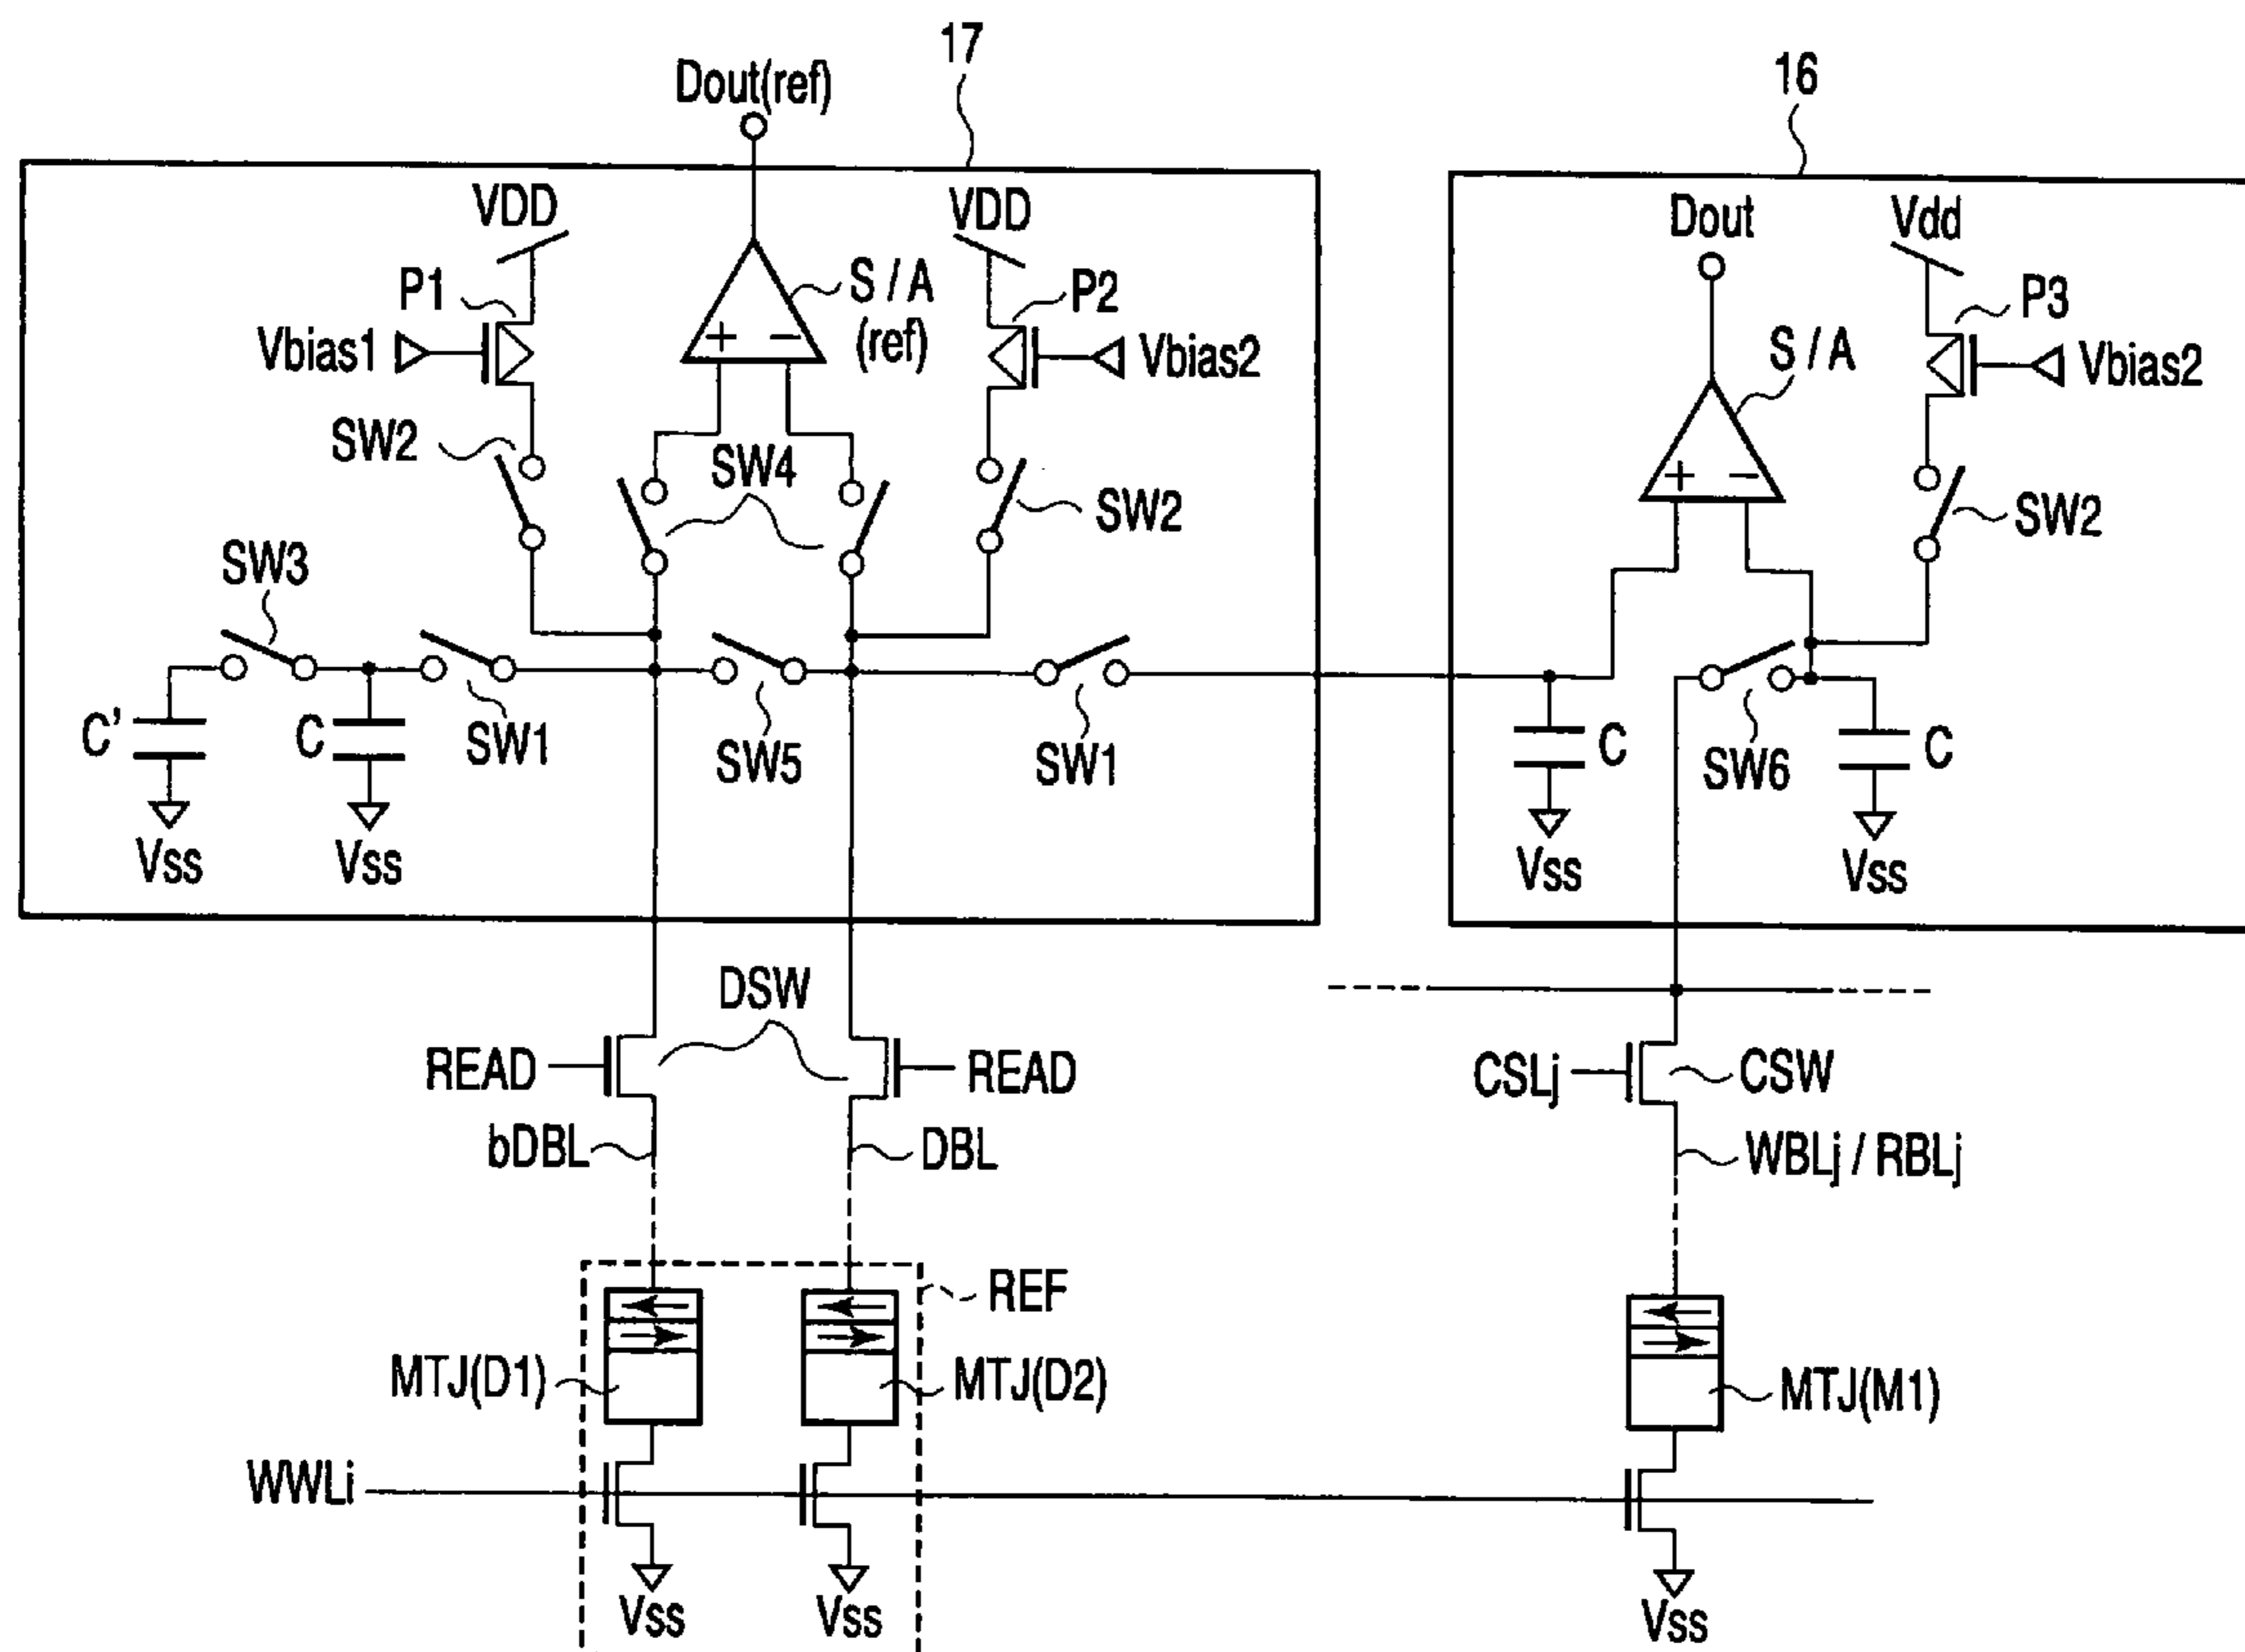 17
16
Dout(ref)
VDD
VDD
Dout
Vdd
P1
S/A
(ref)
P2
P3
Vbias1
Vbias2
S/A
Vbias2
+ −
+ −
SW2
SW4
SW2
SW2
SW3
SW1
SW5
SW1
SW6
C'
C
C
C
Vss
Vss
Vss
Vss
DSW
READ
READ
CSLj
CSW
bDBL
DBL
WBLj / RBLj
REF
MTJ(D1)
MTJ(D2)
MTJ(M1)
WWLi
Vss
Vss
Vss